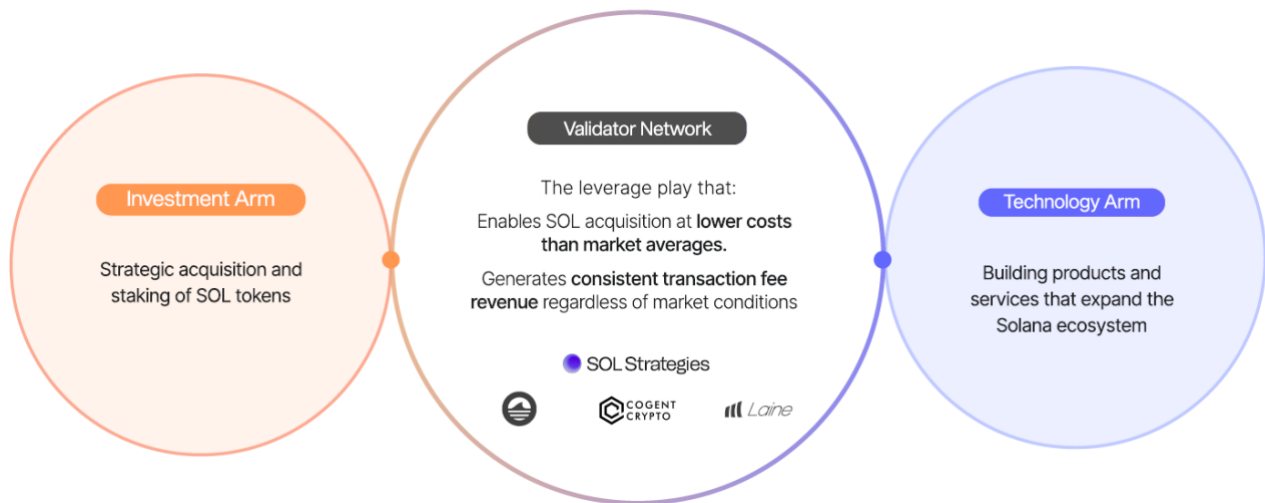 Investment Arm
Strategic acquisition and
staking of SOL tokens
Validator Network
The leverage play that:
Enables SOL acquisition at lower costs
than market averages.
Generates consistent transaction fee
revenue regardless of market conditions
SOL Strategies
COGENT
CRYPTO
Laine
Technology Arm
Building products and
services that expand the
Solana ecosystem